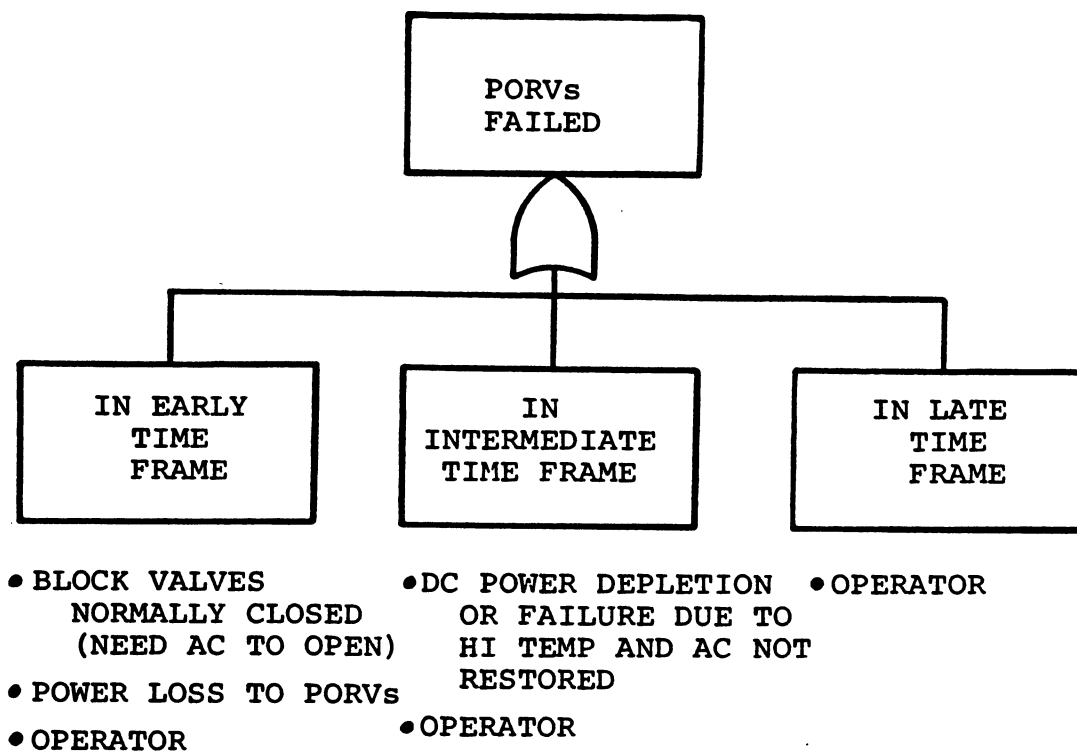 PORVs
FAILED
IN EARLY
TIME
FRAME
IN
INTERMEDIATE
TIME FRAME
IN LATE
TIME
FRAME
• BLOCK VALVES
NORMALLY CLOSED
(NEED AC TO OPEN)
• POWER LOSS TO PORVs
• OPERATOR
• DC POWER DEPLETION
OR FAILURE DUE TO
HI TEMP AND AC NOT
RESTORED
• OPERATOR
• OPERATOR